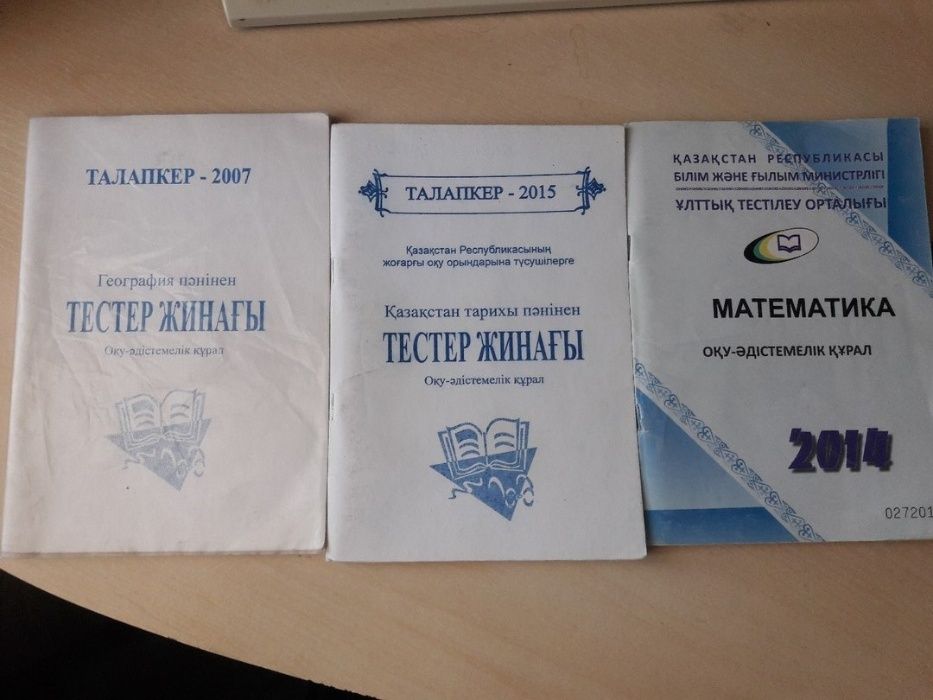 ТАЛАПКЕР - 2007
География пәнінен
ТЕСТЕР ЖИНАҒЫ
Оқу-әдістемелік құрал
ТАЛАПКЕР - 2015
Қазақстан Республикасының
жоғарғы оқу орындарына түсушілерге
Қазақстан тарихы пәнінен
ТЕСТЕР ЖИНАҒЫ
Оқу-әдістемелік құрал
ҚАЗАҚСТАН РЕСПУБЛИКАСЫ
БІЛІМ ЖӘНЕ ҒЫЛЫМ МИНИСТРЛІГІ
ҰЛТТЫҚ ТЕСТІЛЕУ ОРТАЛЫҒЫ
МАТЕМАТИКА
ОҚУ-ӘДІСТЕМЕЛІК ҚҰРАЛ
2014
027201